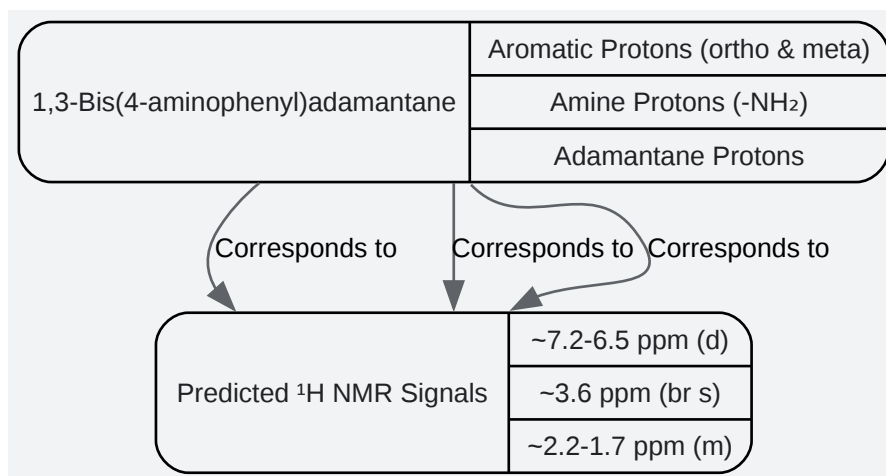 1,3-Bis(4-aminophenyl)adamantane
Aromatic Protons (ortho & meta)
Amine Protons (-NH₂)
Adamantane Protons
Corresponds to
Corresponds to
Corresponds to
Predicted ¹H NMR Signals
~7.2-6.5 ppm (d)
~3.6 ppm (br s)
~2.2-1.7 ppm (m)